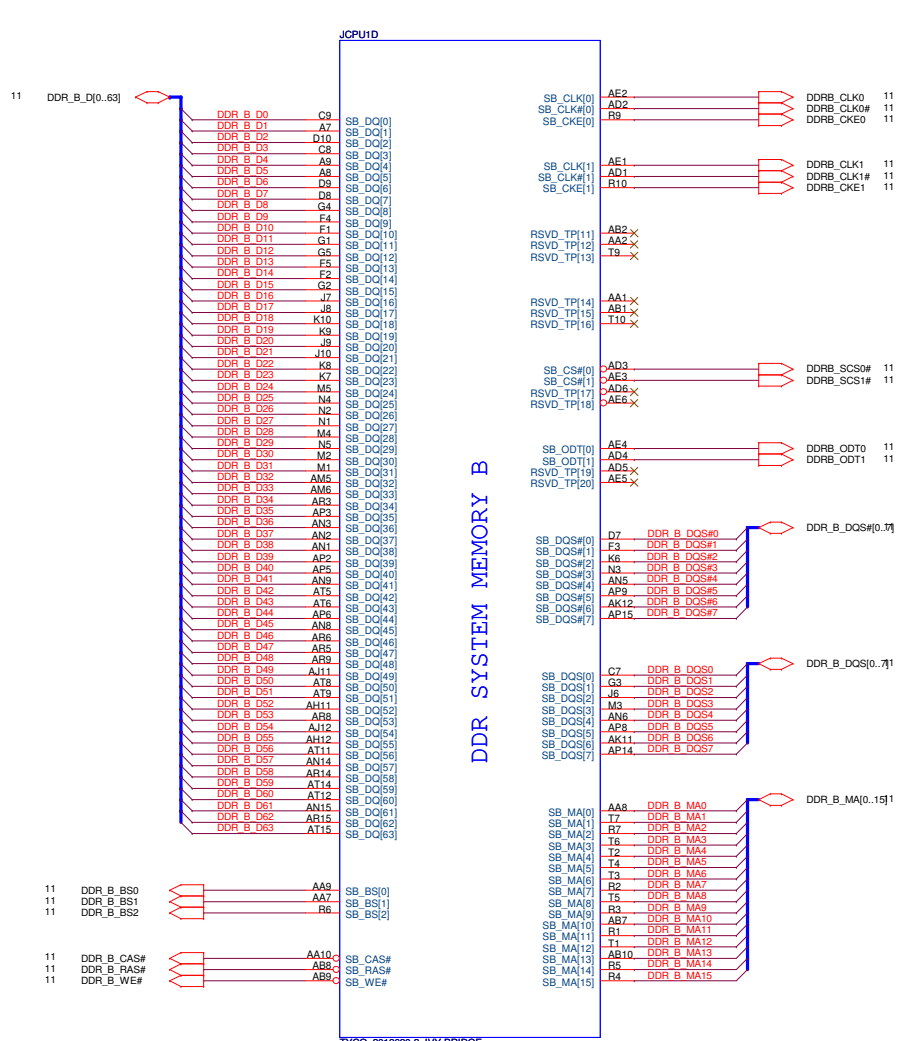 JCPU1D
11 DDR_B_D[0..63]
DDR_B_D0 C9 SB_DQ[0]
DDR_B_D1 A7 SB_DQ[1]
DDR_B_D2 D10 SB_DQ[2]
DDR_B_D3 C8 SB_DQ[3]
DDR_B_D4 A9 SB_DQ[4]
DDR_B_D5 A8 SB_DQ[5]
DDR_B_D6 D9 SB_DQ[6]
DDR_B_D7 D8 SB_DQ[7]
DDR_B_D8 G4 SB_DQ[8]
DDR_B_D9 F4 SB_DQ[9]
DDR_B_D10 F1 SB_DQ[10]
DDR_B_D11 G1 SB_DQ[11]
DDR_B_D12 G5 SB_DQ[12]
DDR_B_D13 F5 SB_DQ[13]
DDR_B_D14 F2 SB_DQ[14]
DDR_B_D15 G2 SB_DQ[15]
DDR_B_D16 J7 SB_DQ[16]
DDR_B_D17 J8 SB_DQ[17]
DDR_B_D18 K10 SB_DQ[18]
DDR_B_D19 K9 SB_DQ[19]
DDR_B_D20 J9 SB_DQ[20]
DDR_B_D21 J10 SB_DQ[21]
DDR_B_D22 K8 SB_DQ[22]
DDR_B_D23 K7 SB_DQ[23]
DDR_B_D24 M5 SB_DQ[24]
DDR_B_D25 N4 SB_DQ[25]
DDR_B_D26 N2 SB_DQ[26]
DDR_B_D27 N1 SB_DQ[27]
DDR_B_D28 M4 SB_DQ[28]
DDR_B_D29 N5 SB_DQ[29]
DDR_B_D30 M2 SB_DQ[30]
DDR_B_D31 M1 SB_DQ[31]
DDR_B_D32 AM5 SB_DQ[32]
DDR_B_D33 AM6 SB_DQ[33]
DDR_B_D34 AR3 SB_DQ[34]
DDR_B_D35 AP3 SB_DQ[35]
DDR_B_D36 AN3 SB_DQ[36]
DDR_B_D37 AN2 SB_DQ[37]
DDR_B_D38 AN1 SB_DQ[38]
DDR_B_D39 AP2 SB_DQ[39]
DDR_B_D40 AP5 SB_DQ[40]
DDR_B_D41 AN9 SB_DQ[41]
DDR_B_D42 AT5 SB_DQ[42]
DDR_B_D43 AT6 SB_DQ[43]
DDR_B_D44 AP6 SB_DQ[44]
DDR_B_D45 AN8 SB_DQ[45]
DDR_B_D46 AR6 SB_DQ[46]
DDR_B_D47 AR5 SB_DQ[47]
DDR_B_D48 AR9 SB_DQ[48]
DDR_B_D49 AJ11 SB_DQ[49]
DDR_B_D50 AT8 SB_DQ[50]
DDR_B_D51 AT9 SB_DQ[51]
DDR_B_D52 AH11 SB_DQ[52]
DDR_B_D53 AR8 SB_DQ[53]
DDR_B_D54 AJ12 SB_DQ[54]
DDR_B_D55 AH12 SB_DQ[55]
DDR_B_D56 AT11 SB_DQ[56]
DDR_B_D57 AN14 SB_DQ[57]
DDR_B_D58 AR14 SB_DQ[58]
DDR_B_D59 AT14 SB_DQ[59]
DDR_B_D60 AT12 SB_DQ[60]
DDR_B_D61 AN15 SB_DQ[61]
DDR_B_D62 AR15 SB_DQ[62]
DDR_B_D63 AT15 SB_DQ[63]
11 DDR_B_BS0 AA9 SB_BS[0]
11 DDR_B_BS1 AA7 SB_BS[1]
11 DDR_B_BS2 R6 SB_BS[2]
11 DDR_B_CAS# AA10 SB_CAS#
11 DDR_B_RAS# AB8 SB_RAS#
11 DDR_B_WE# AB9 SB_WE#
DDR SYSTEM MEMORY B
SB_CLK[0] AE2 DDRB_CLK0 11
SB_CLK#[0] AD2 DDRB_CLK0# 11
SB_CKE[0] R9 DDRB_CKE0 11
SB_CLK[1] AE1 DDRB_CLK1 11
SB_CLK#[1] AD1 DDRB_CLK1# 11
SB_CKE[1] R10 DDRB_CKE1 11
RSVD_TP[11] AB2
RSVD_TP[12] AA2
RSVD_TP[13] T9
RSVD_TP[14] AA1
RSVD_TP[15] AB1
RSVD_TP[16] T10
SB_CS#[0] AD3 DDRB_SCS0# 11
SB_CS#[1] AE3 DDRB_SCS1# 11
RSVD_TP[17] AD6
RSVD_TP[18] AE6
SB_ODT[0] AE4 DDRB_ODT0 11
SB_ODT[1] AD4 DDRB_ODT1 11
RSVD_TP[19] AD5
RSVD_TP[20] AE5
DDR_B_DQS#[0..7] 11
SB_DQS#[0] D7 DDR_B_DQS#0
SB_DQS#[1] F3 DDR_B_DQS#1
SB_DQS#[2] K6 DDR_B_DQS#2
SB_DQS#[3] N3 DDR_B_DQS#3
SB_DQS#[4] AN5 DDR_B_DQS#4
SB_DQS#[5] AP9 DDR_B_DQS#5
SB_DQS#[6] AK12 DDR_B_DQS#6
SB_DQS#[7] AP15 DDR_B_DQS#7
DDR_B_DQS[0..7] 11
SB_DQS[0] C7 DDR_B_DQS0
SB_DQS[1] G3 DDR_B_DQS1
SB_DQS[2] J6 DDR_B_DQS2
SB_DQS[3] M3 DDR_B_DQS3
SB_DQS[4] AN6 DDR_B_DQS4
SB_DQS[5] AP8 DDR_B_DQS5
SB_DQS[6] AK11 DDR_B_DQS6
SB_DQS[7] AP14 DDR_B_DQS7
DDR_B_MA[0..15] 11
SB_MA[0] AA8 DDR_B_MA0
SB_MA[1] T7 DDR_B_MA1
SB_MA[2] R7 DDR_B_MA2
SB_MA[3] T6 DDR_B_MA3
SB_MA[4] T2 DDR_B_MA4
SB_MA[5] T4 DDR_B_MA5
SB_MA[6] T3 DDR_B_MA6
SB_MA[7] R2 DDR_B_MA7
SB_MA[8] T5 DDR_B_MA8
SB_MA[9] R3 DDR_B_MA9
SB_MA[10] AB7 DDR_B_MA10
SB_MA[11] R1 DDR_B_MA11
SB_MA[12] T1 DDR_B_MA12
SB_MA[13] AB10 DDR_B_MA13
SB_MA[14] R5 DDR_B_MA14
SB_MA[15] R4 DDR_B_MA15